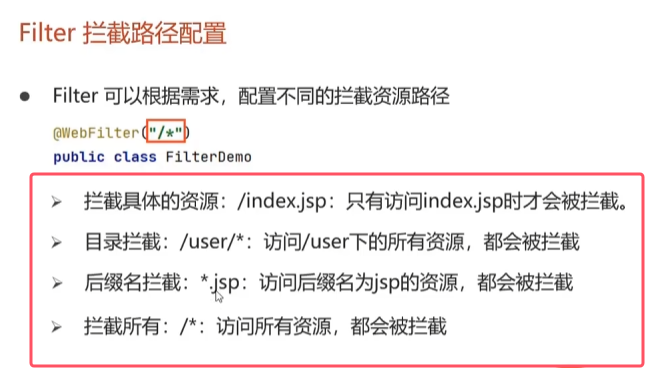 Filter 拦截路径配置
● Filter 可以根据需求，配置不同的拦截资源路径
@WebFilter("/*")
public class FilterDemo
➢ 拦截具体的资源：/index.jsp：只有访问index.jsp时才会被拦截。
➢ 目录拦截：/user/*：访问/user下的所有资源，都会被拦截
➢ 后缀名拦截：*.jsp：访问后缀名为jsp的资源，都会被拦截
➢ 拦截所有：/*：访问所有资源，都会被拦截